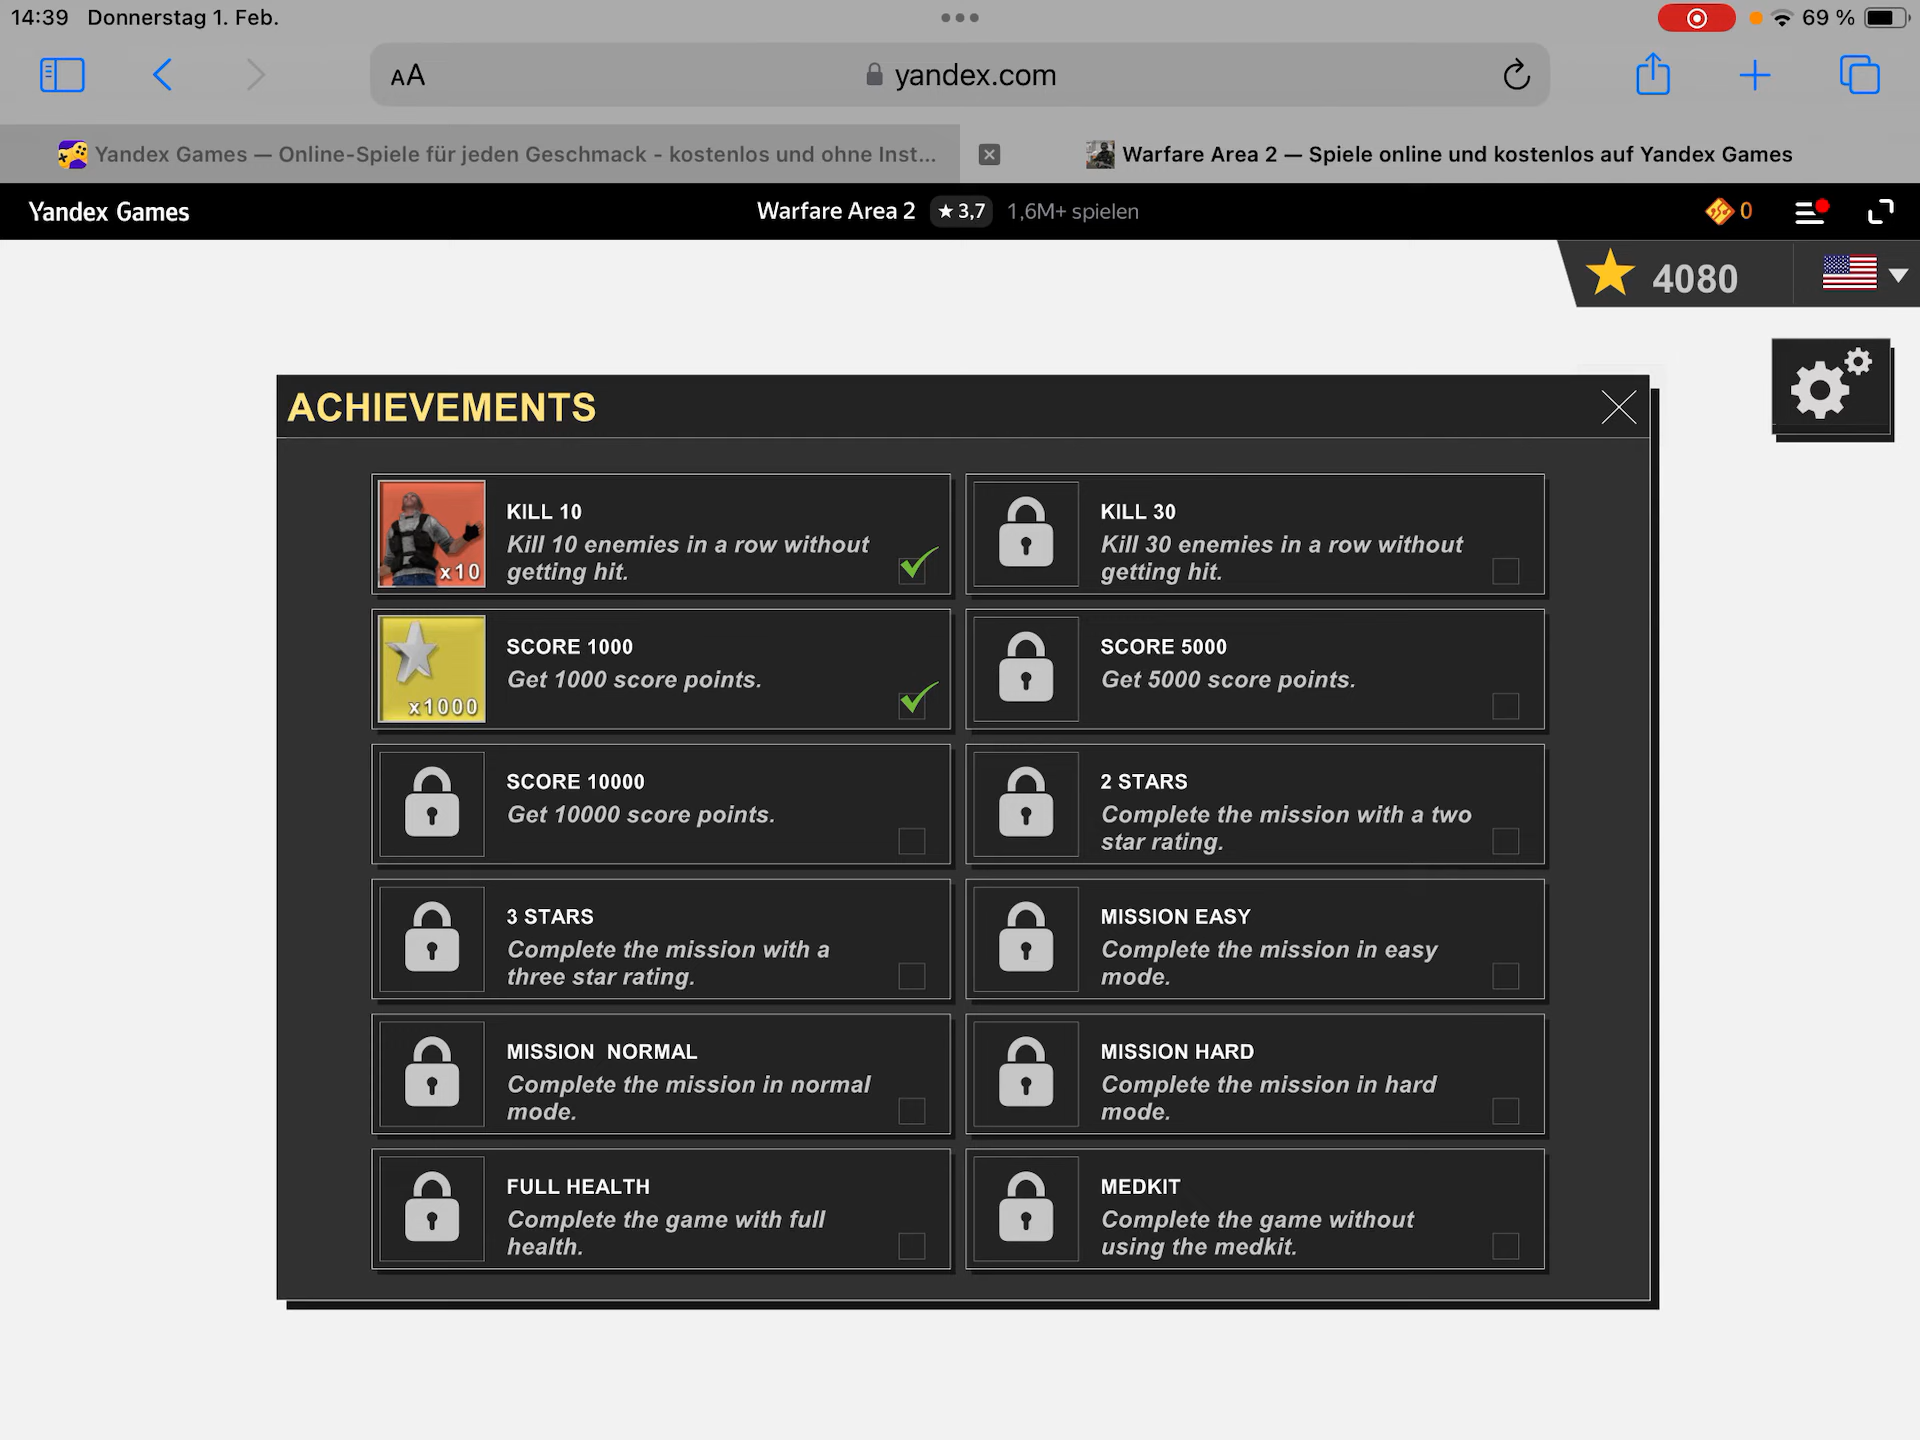 14:39 Donnerstag 1. Feb.
69 %
AA
yandex.com
Yandex Games — Online-Spiele für jeden Geschmack - kostenlos und ohne Inst...
Warfare Area 2 — Spiele online und kostenlos auf Yandex Games
Yandex Games
Warfare Area 2 ★ 3,7 1,6M+ spielen
0
4080
ACHIEVEMENTS
x10
KILL 10
Kill 10 enemies in a row without
getting hit.
KILL 30
Kill 30 enemies in a row without
getting hit.
x1000
SCORE 1000
Get 1000 score points.
SCORE 5000
Get 5000 score points.
SCORE 10000
Get 10000 score points.
2 STARS
Complete the mission with a two
star rating.
3 STARS
Complete the mission with a
three star rating.
MISSION EASY
Complete the mission in easy
mode.
MISSION NORMAL
Complete the mission in normal
mode.
MISSION HARD
Complete the mission in hard
mode.
FULL HEALTH
Complete the game with full
health.
MEDKIT
Complete the game without
using the medkit.